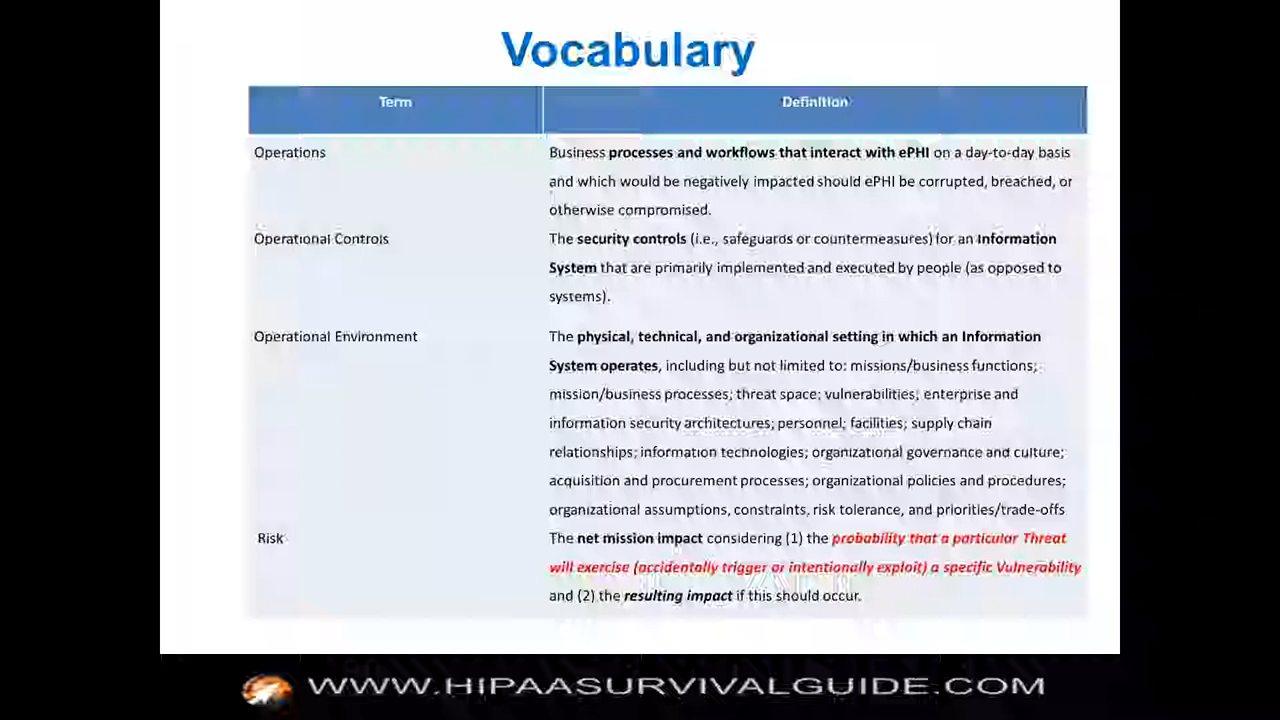 Vocabulary
Term Definition
Operations Business processes and workflows that interact with ePHI on a day-to-day basis
and which would be negatively impacted should ePHI be corrupted, breached, or
otherwise compromised.
Operational Controls The security controls (i.e., safeguards or countermeasures) for an Information
System that are primarily implemented and executed by people (as opposed to
systems).
Operational Environment The physical, technical, and organizational setting in which an Information
System operates, including but not limited to: missions/business functions;
mission/business processes; threat space; vulnerabilities; enterprise and
information security architectures; personnel; facilities; supply chain
relationships; information technologies; organizational governance and culture;
acquisition and procurement processes; organizational policies and procedures;
organizational assumptions, constraints, risk tolerance, and priorities/trade-offs
Risk The net mission impact considering (1) the probability that a particular Threat
will exercise (accidentally trigger or intentionally exploit) a specific Vulnerability
and (2) the resulting impact if this should occur.
WWW.HIPAASURVIVALGUIDE.COM